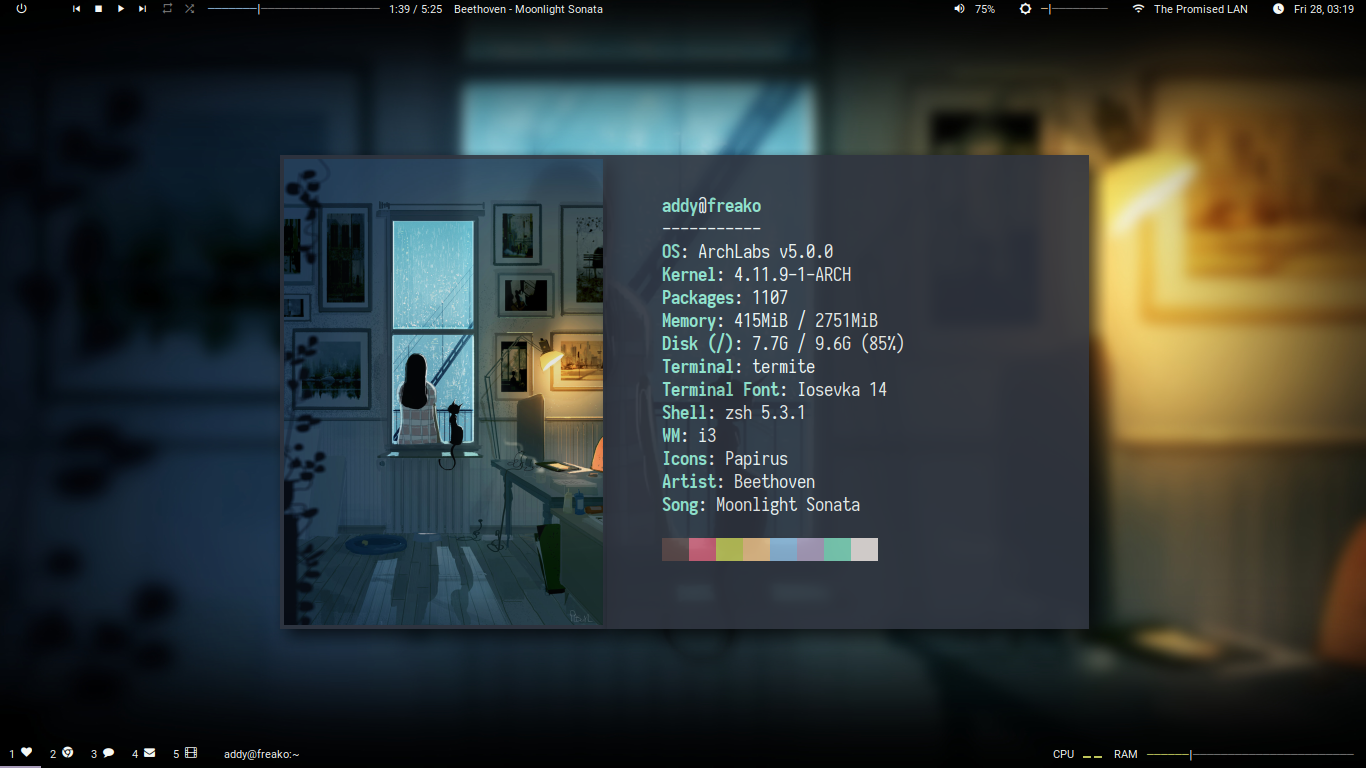 1:39 / 5:25 Beethoven - Moonlight Sonata 75% The Promised LAN Fri 28, 03:19
addy@freako
-----------
OS: ArchLabs v5.0.0
Kernel: 4.11.9-1-ARCH
Packages: 1107
Memory: 415MiB / 2751MiB
Disk (/): 7.7G / 9.6G (85%)
Terminal: termite
Terminal Font: Iosevka 14
Shell: zsh 5.3.1
WM: i3
Icons: Papirus
Artist: Beethoven
Song: Moonlight Sonata
1 2 3 4 5 addy@freako:~ CPU RAM